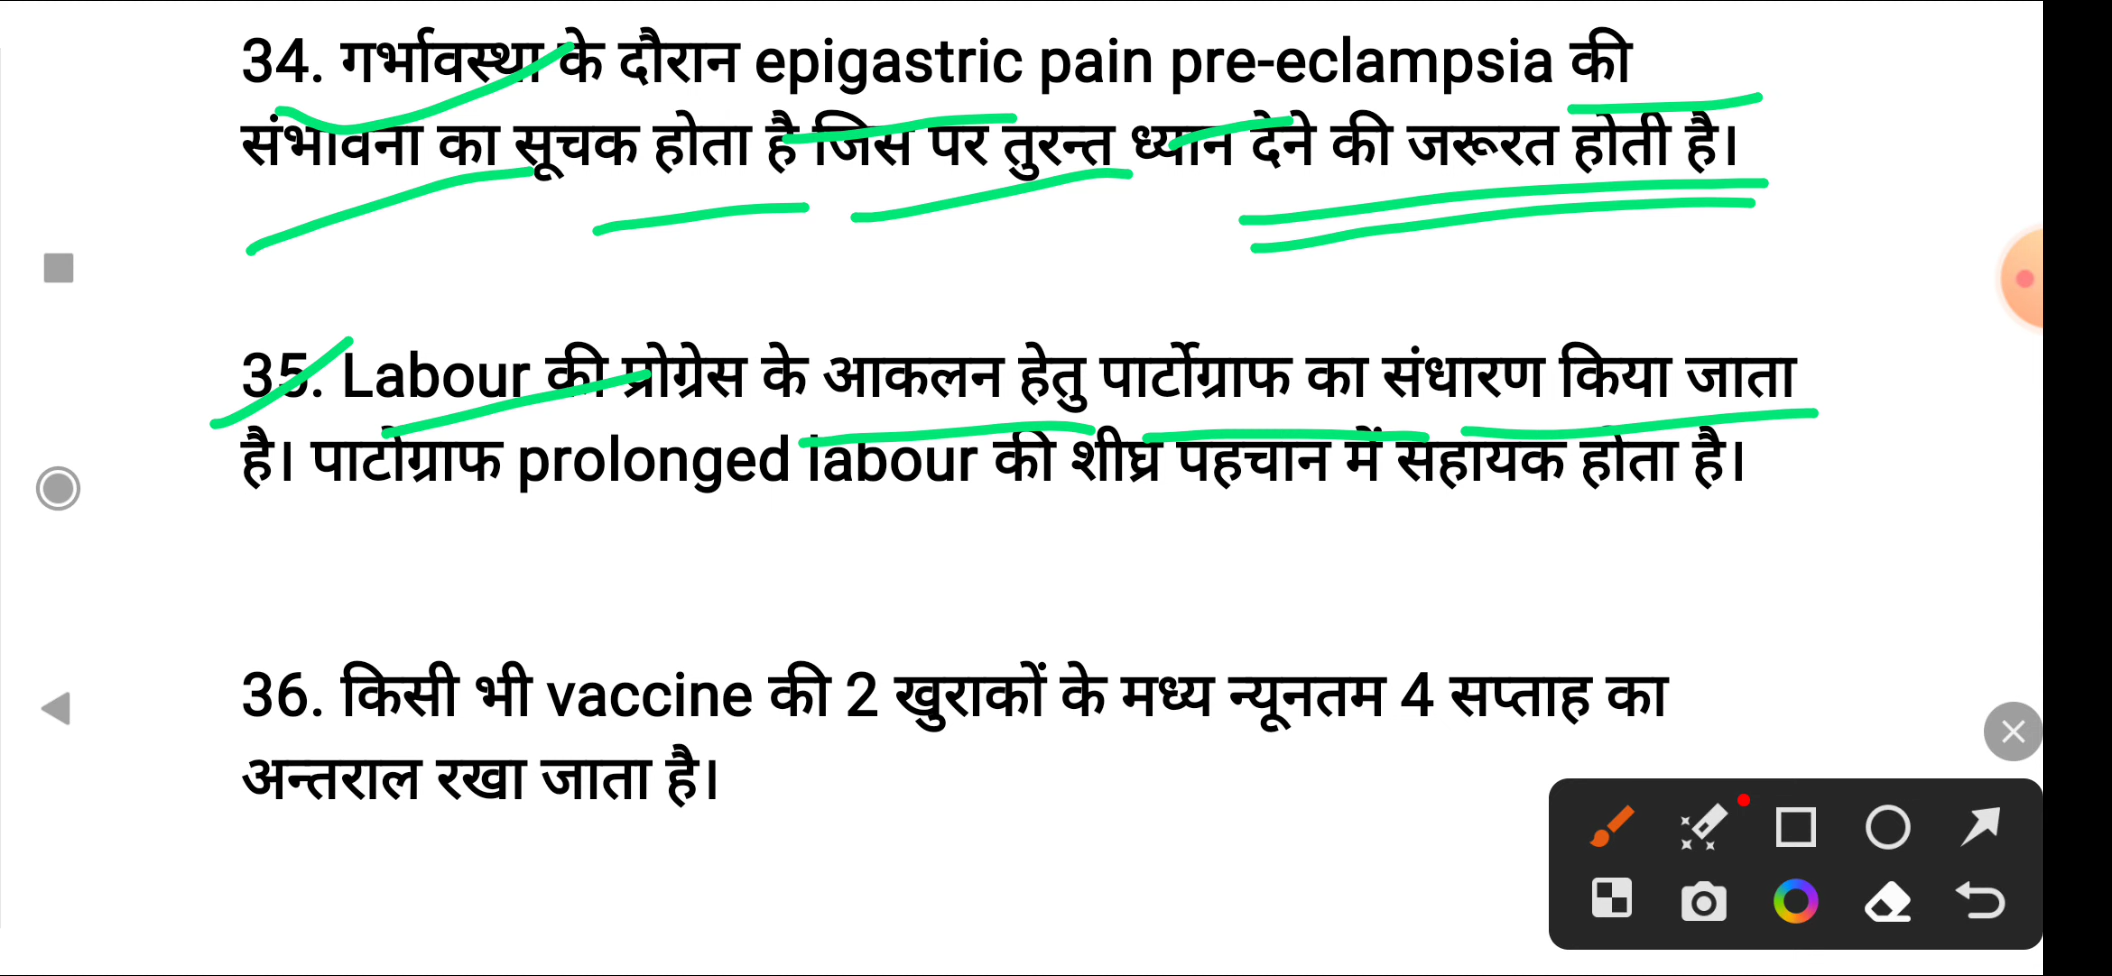 34. गर्भावस्था के दौरान epigastric pain pre-eclampsia की
संभावना का सूचक होता है जिस पर तुरन्त ध्यान देने की जरूरत होती है।
35. Labour की प्रोग्रेस के आकलन हेतु पार्टोग्राफ का संधारण किया जाता
है। पार्टोग्राफ prolonged labour की शीघ्र पहचान में सहायक होता है।
36. किसी भी vaccine की 2 खुराकों के मध्य न्यूनतम 4 सप्ताह का
अन्तराल रखा जाता है।